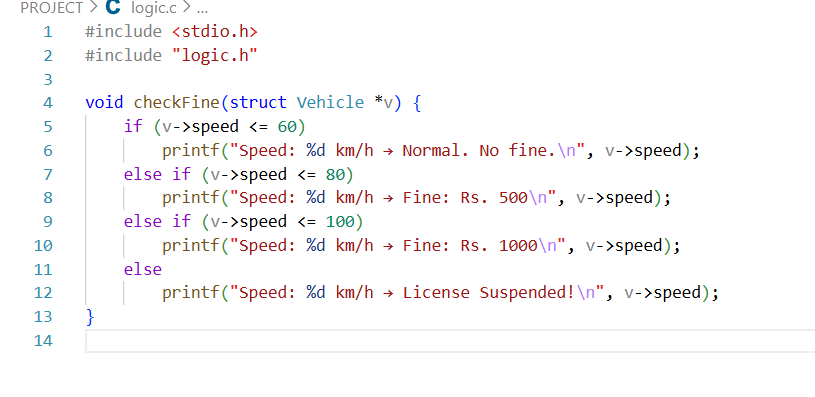 PROJECT > C logic.c > ...
1 #include <stdio.h>
2 #include "logic.h"
3
4 void checkFine(struct Vehicle *v) {
5     if (v->speed <= 60)
6         printf("Speed: %d km/h → Normal. No fine.\n", v->speed);
7     else if (v->speed <= 80)
8         printf("Speed: %d km/h → Fine: Rs. 500\n", v->speed);
9     else if (v->speed <= 100)
10         printf("Speed: %d km/h → Fine: Rs. 1000\n", v->speed);
11     else
12         printf("Speed: %d km/h → License Suspended!\n", v->speed);
13 }
14